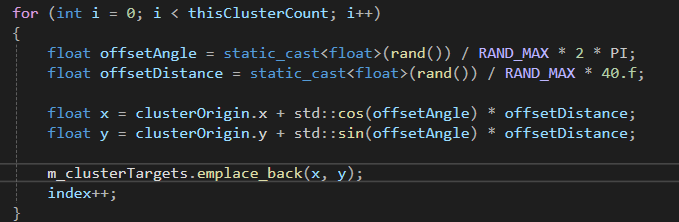 for (int i = 0; i < thisClusterCount; i++)
{
float offsetAngle = static_cast<float>(rand()) / RAND_MAX * 2 * PI;
float offsetDistance = static_cast<float>(rand()) / RAND_MAX * 40.f;
float x = clusterOrigin.x + std::cos(offsetAngle) * offsetDistance;
float y = clusterOrigin.y + std::sin(offsetAngle) * offsetDistance;
m_clusterTargets.emplace_back(x, y);
index++;
}